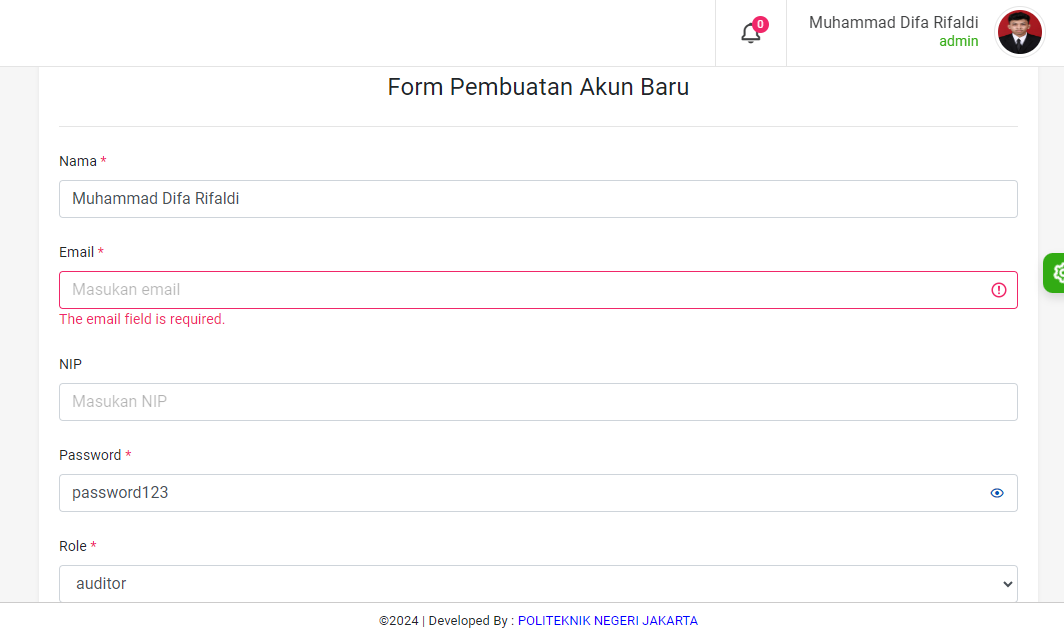 0
Muhammad Difa Rifaldi
admin
Form Pembuatan Akun Baru
Nama *
Muhammad Difa Rifaldi
Email *
Masukan email
The email field is required.
NIP
Masukan NIP
Password *
password123
Role *
auditor
©2024 | Developed By : POLITEKNIK NEGERI JAKARTA